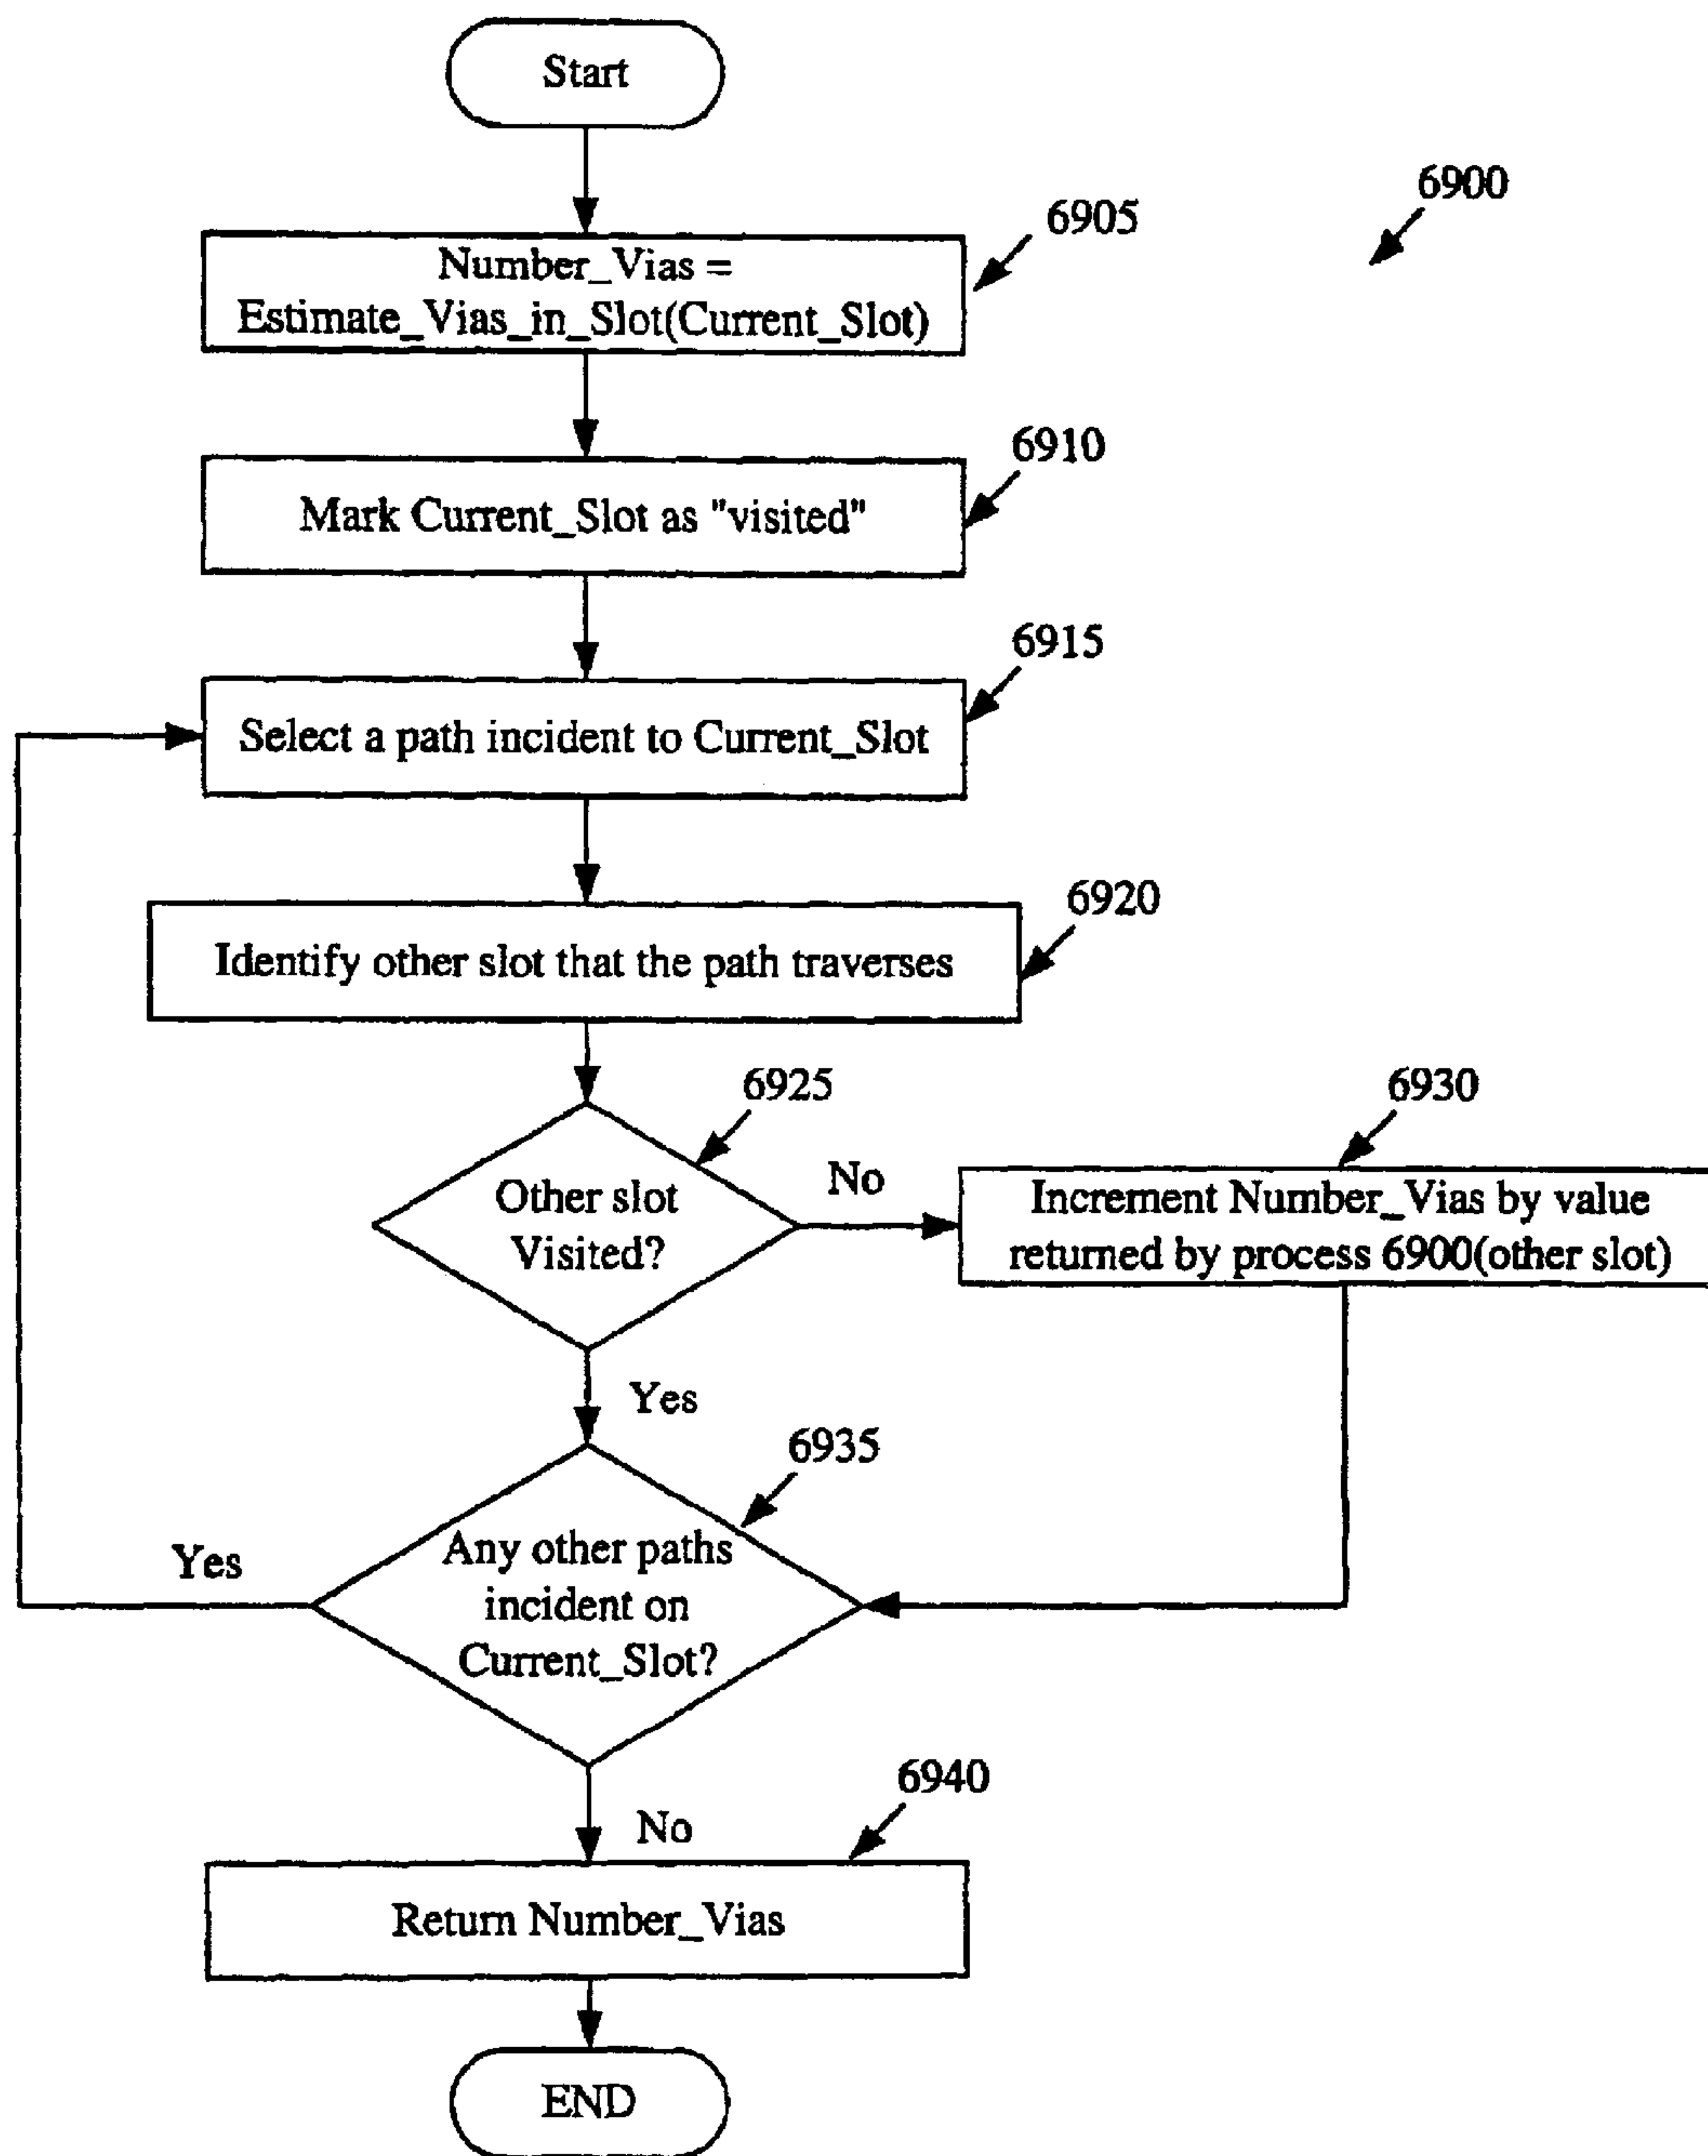 Start
6900
6905
Number_Vias =
Estimate_Vias_in_Slot(Current_Slot)
6910
Mark Current_Slot as "visited"
6915
Select a path incident to Current_Slot
6920
Identify other slot that the path traverses
6925
Other slot
Visited?
No
6930
Increment Number_Vias by value
returned by process 6900(other slot)
Yes
6935
Any other paths
incident on
Current_Slot?
Yes
No
6940
Return Number_Vias
END